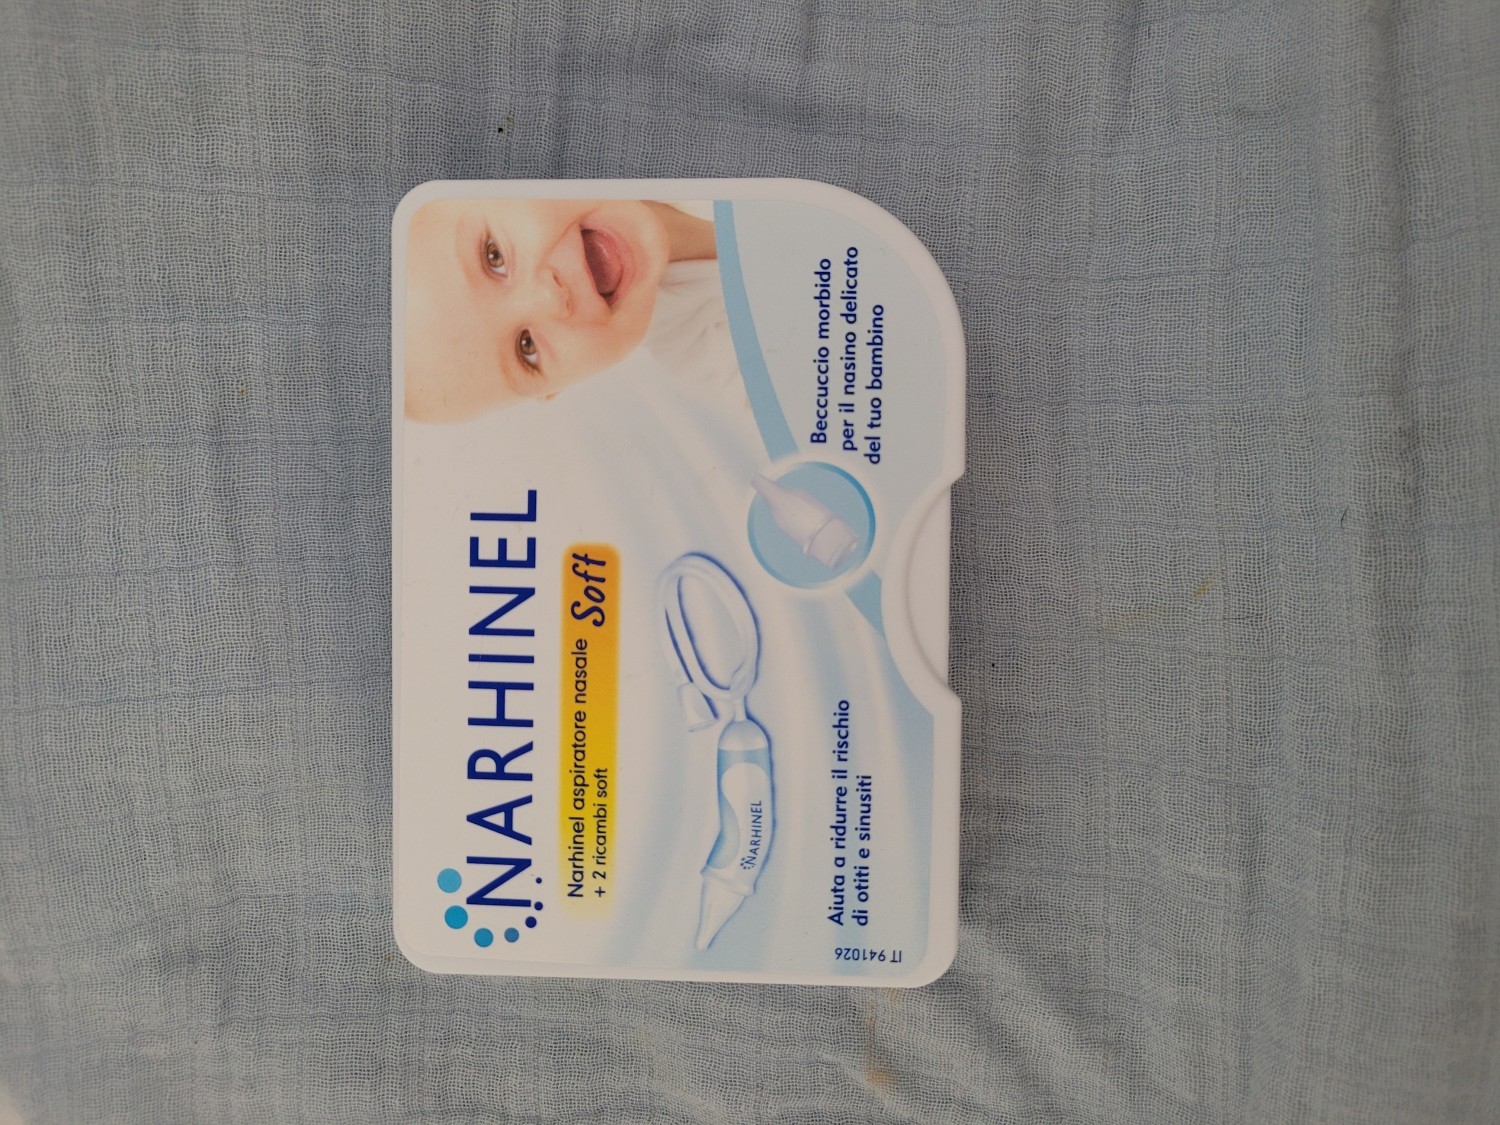 NARHINEL
Narhinel aspiratore nasale Soft
+ 2 ricambi soft
NARHINEL
Beccuccio morbido
per il nasino delicato
del tuo bambino
Aiuta a ridurre il rischio
di otiti e sinusiti
IT 941026